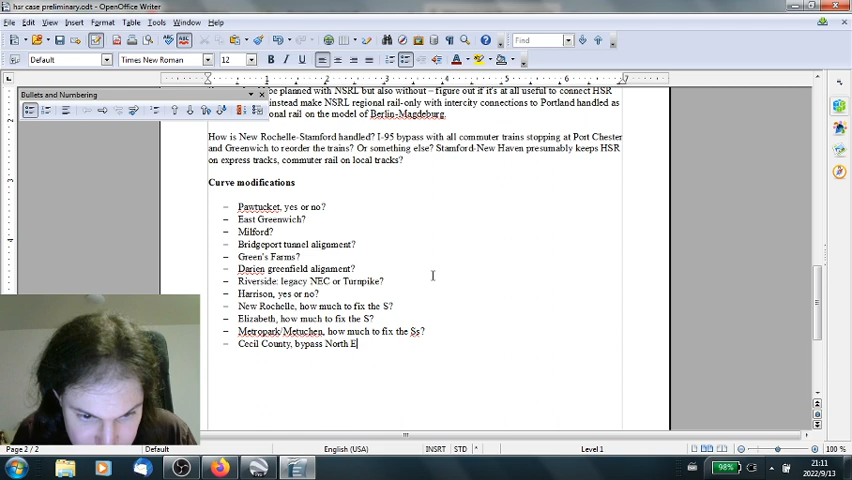 hsr case preliminary.odt - OpenOffice Writer
File Edit View Insert Format Table Tools Window Help
Find
Default Times New Roman 12
Bullets and Numbering
be planned with NSRL but also without – figure out if it's at all useful to connect HSR
instead make NSRL regional rail-only with intercity connections to Portland handled as
onal rail on the model of Berlin-Magdeburg.
How is New Rochelle-Stamford handled? I-95 bypass with all commuter trains stopping at Port Chester
and Greenwich to reorder the trains? Or something else? Stamford-New Haven presumably keeps HSR
on express tracks, commuter rail on local tracks?
Curve modifications
– Pawtucket, yes or no?
– East Greenwich?
– Milford?
– Bridgeport tunnel alignment?
– Green's Farms?
– Darien greenfield alignment?
– Riverside: legacy NEC or Turnpike?
– Harrison, yes or no?
– New Rochelle, how much to fix the S?
– Elizabeth, how much to fix the S?
– Metropark/Metuchen, how much to fix the Ss?
– Cecil County, bypass North E
Page 2 / 2 Default English (USA) INSRT STD * Level 1 100 %
98% 21:11
2022/9/13